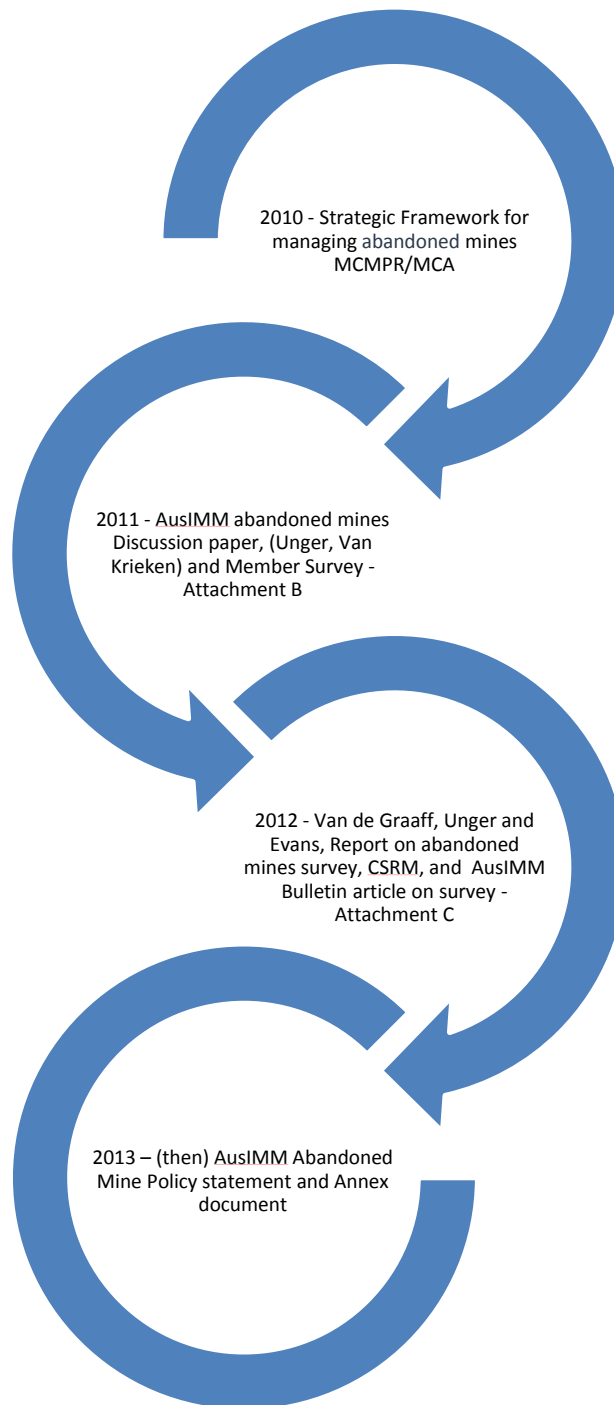 2010 - Strategic Framework for
managing abandoned mines
MCMPR/MCA
2011 - AusIMM abandoned mines
Discussion paper, (Unger, Van
Krieken) and Member Survey -
Attachment B
2012 - Van de Graaff, Unger and
Evans, Report on abandoned
mines survey, CSRM, and AusIMM
Bulletin article on survey -
Attachment C
2013 – (then) AusIMM Abandoned
Mine Policy statement and Annex
document